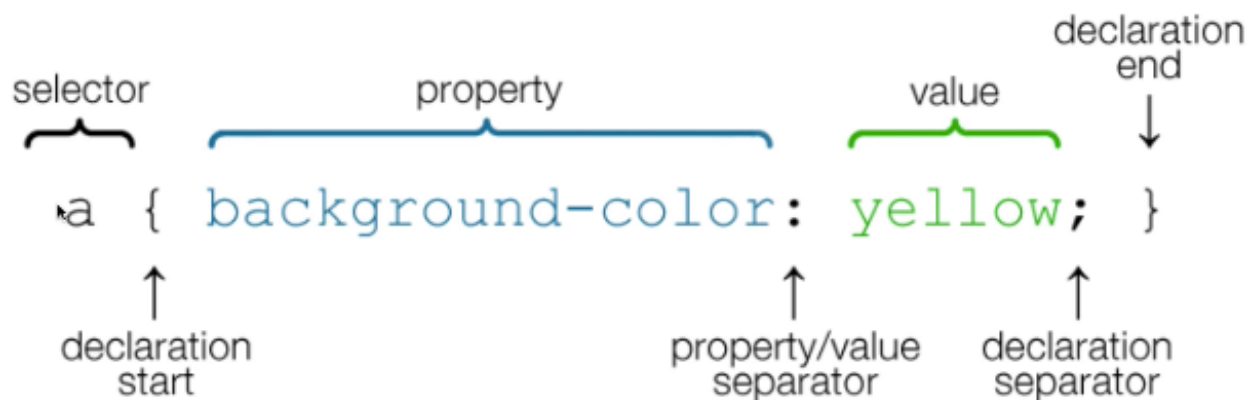 declaration
end
selector
property
value
a { background-color: yellow; }
declaration
start
property/value
separator
declaration
separator